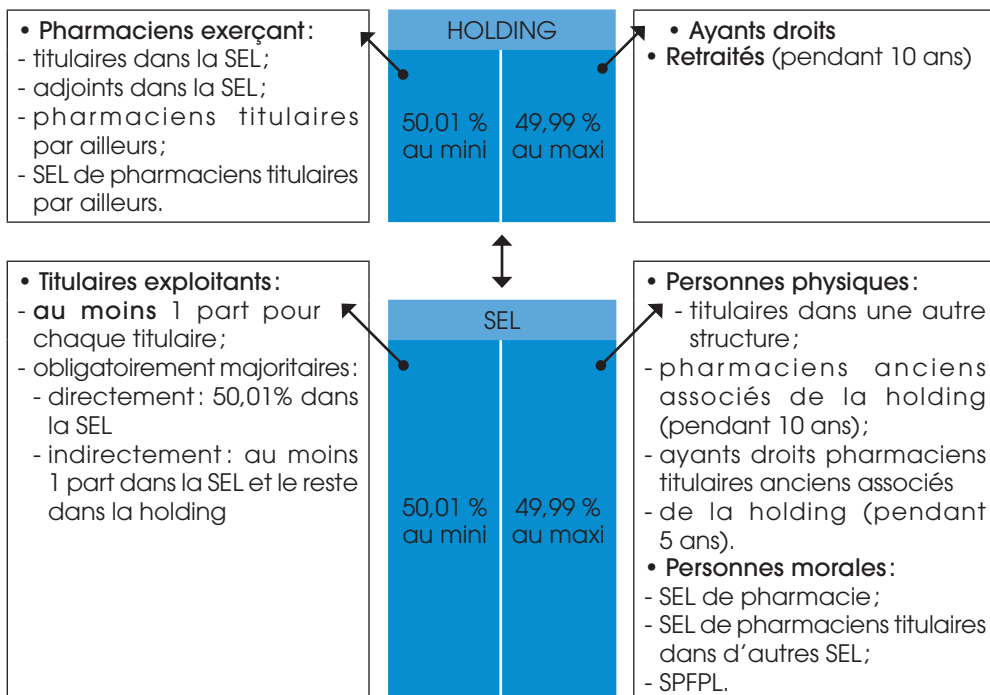 • Pharmaciens exerçant:
- titulaires dans la SEL;
- adjoints dans la SEL;
- pharmaciens titulaires
par ailleurs;
- SEL de pharmaciens titulaires
par ailleurs.
HOLDING
50,01 %
au mini
49,99 %
au maxi
• Ayants droits
• Retraités (pendant 10 ans)
• Titulaires exploitants:
- au moins 1 part pour
chaque titulaire;
- obligatoirement majoritaires:
- directement: 50,01% dans
la SEL
- indirectement: au moins
1 part dans la SEL et le reste
dans la holding
SEL
50,01 %
au mini
49,99 %
au maxi
• Personnes physiques:
- titulaires dans une autre
structure;
- pharmaciens anciens
associés de la holding
(pendant 10 ans);
- ayants droits pharmaciens
titulaires anciens associés
- de la holding (pendant
5 ans).
• Personnes morales:
- SEL de pharmacie;
- SEL de pharmaciens titulaires
dans d'autres SEL;
- SPFPL.